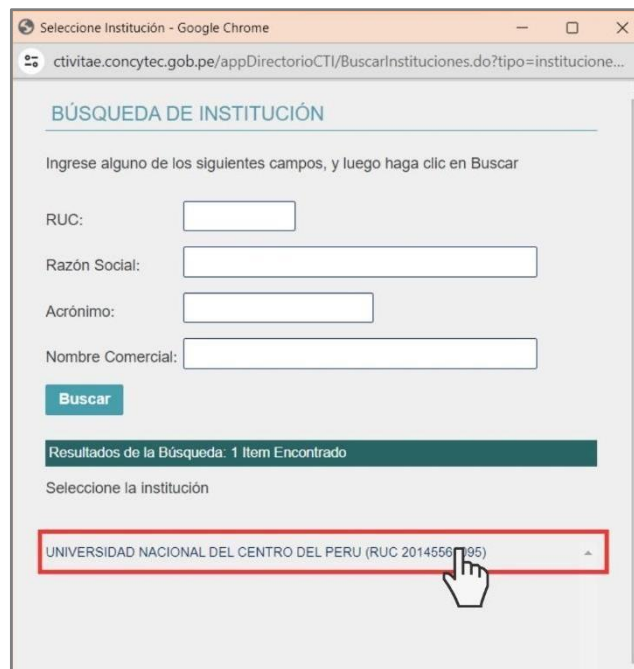 Seleccione Institución - Google Chrome
ctivitae.concytec.gob.pe/appDirectorioCTI/BuscarInstituciones.do?tipo=institucione...
BÚSQUEDA DE INSTITUCIÓN
Ingrese alguno de los siguientes campos, y luego haga clic en Buscar
RUC:
Razón Social:
Acrónimo:
Nombre Comercial:
Buscar
Resultados de la Búsqueda: 1 Item Encontrado
Seleccione la institución
UNIVERSIDAD NACIONAL DEL CENTRO DEL PERU (RUC